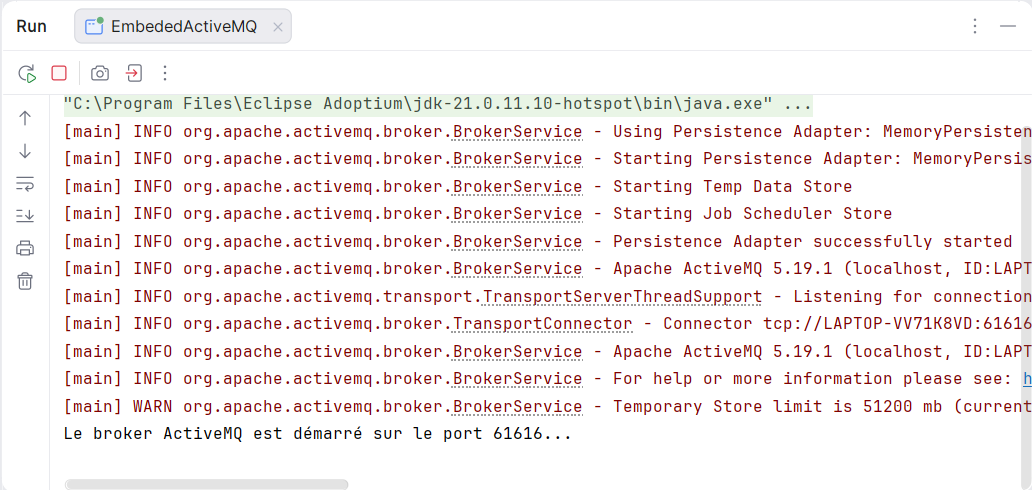 Run EmbededActiveMQ
"C:\Program Files\Eclipse Adoptium\jdk-21.0.11.10-hotspot\bin\java.exe" ...
[main] INFO org.apache.activemq.broker.BrokerService - Using Persistence Adapter: MemoryPersisten
[main] INFO org.apache.activemq.broker.BrokerService - Starting Persistence Adapter: MemoryPersis
[main] INFO org.apache.activemq.broker.BrokerService - Starting Temp Data Store
[main] INFO org.apache.activemq.broker.BrokerService - Starting Job Scheduler Store
[main] INFO org.apache.activemq.broker.BrokerService - Persistence Adapter successfully started
[main] INFO org.apache.activemq.broker.BrokerService - Apache ActiveMQ 5.19.1 (localhost, ID:LAPT
[main] INFO org.apache.activemq.transport.TransportServerThreadSupport - Listening for connection
[main] INFO org.apache.activemq.broker.TransportConnector - Connector tcp://LAPTOP-VV71K8VD:61616
[main] INFO org.apache.activemq.broker.BrokerService - Apache ActiveMQ 5.19.1 (localhost, ID:LAPT
[main] INFO org.apache.activemq.broker.BrokerService - For help or more information please see: h
[main] WARN org.apache.activemq.broker.BrokerService - Temporary Store limit is 51200 mb (current
Le broker ActiveMQ est démarré sur le port 61616...